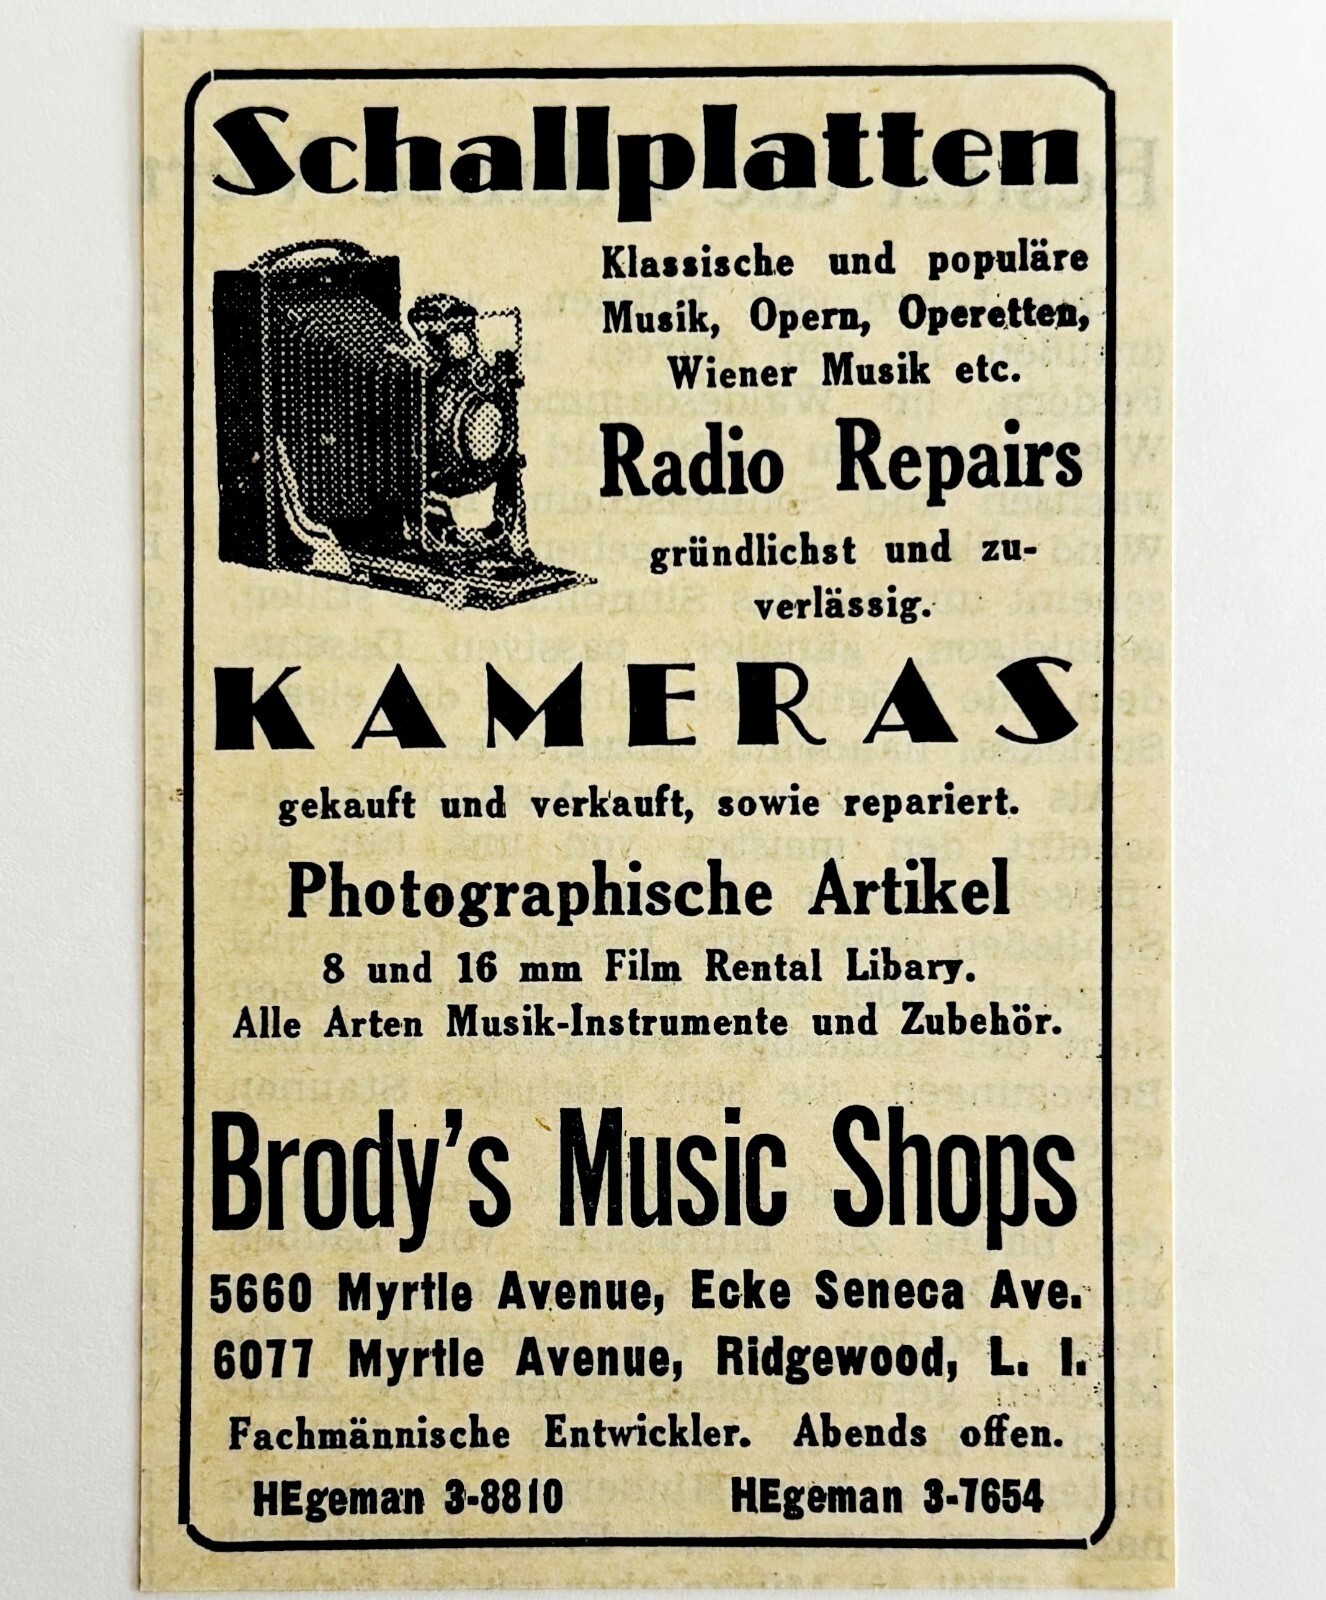 Schallplatten
Klassische und populäre
Musik, Opern, Operetten,
Wiener Musik etc.
Radio Repairs
gründlichst und zu-
verlässig.
KAMERAS
gekauft und verkauft, sowie repariert.
Photographische Artikel
8 und 16 mm Film Rental Libary.
Alle Arten Musik-Instrumente und Zubehör.
Brody's Music Shops
5660 Myrtle Avenue, Ecke Seneca Ave.
6077 Myrtle Avenue, Ridgewood, L. I.
Fachmännische Entwickler. Abends offen.
HEgeman 3-8810 HEgeman 3-7654